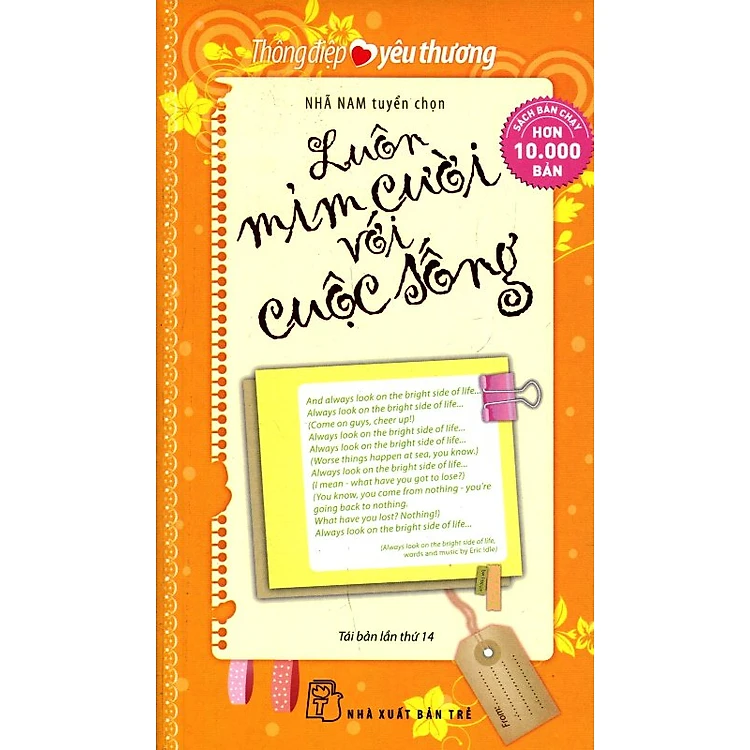 Thông điệp yêu thương
NHÃ NAM tuyển chọn
SÁCH BÁN CHẠY
HƠN
10.000
BẢN
Luôn
mỉm cười
với
cuộc sống
And always look on the bright side of life...
Always look on the bright side of life...
(Come on guys, cheer up!)
Always look on the bright side of life...
Always look on the bright side of life...
(Worse things happen at sea, you know.)
Always look on the bright side of life...
(I mean - what have you got to lose?)
(You know, you come from nothing - you're
going back to nothing.
What have you lost? Nothing!)
Always look on the bright side of life...
(Always look on the bright side of life,
words and music by Eric Idle)
Tái bản lần thứ 14
From:
T
NHÀ XUẤT BẢN TRẺ